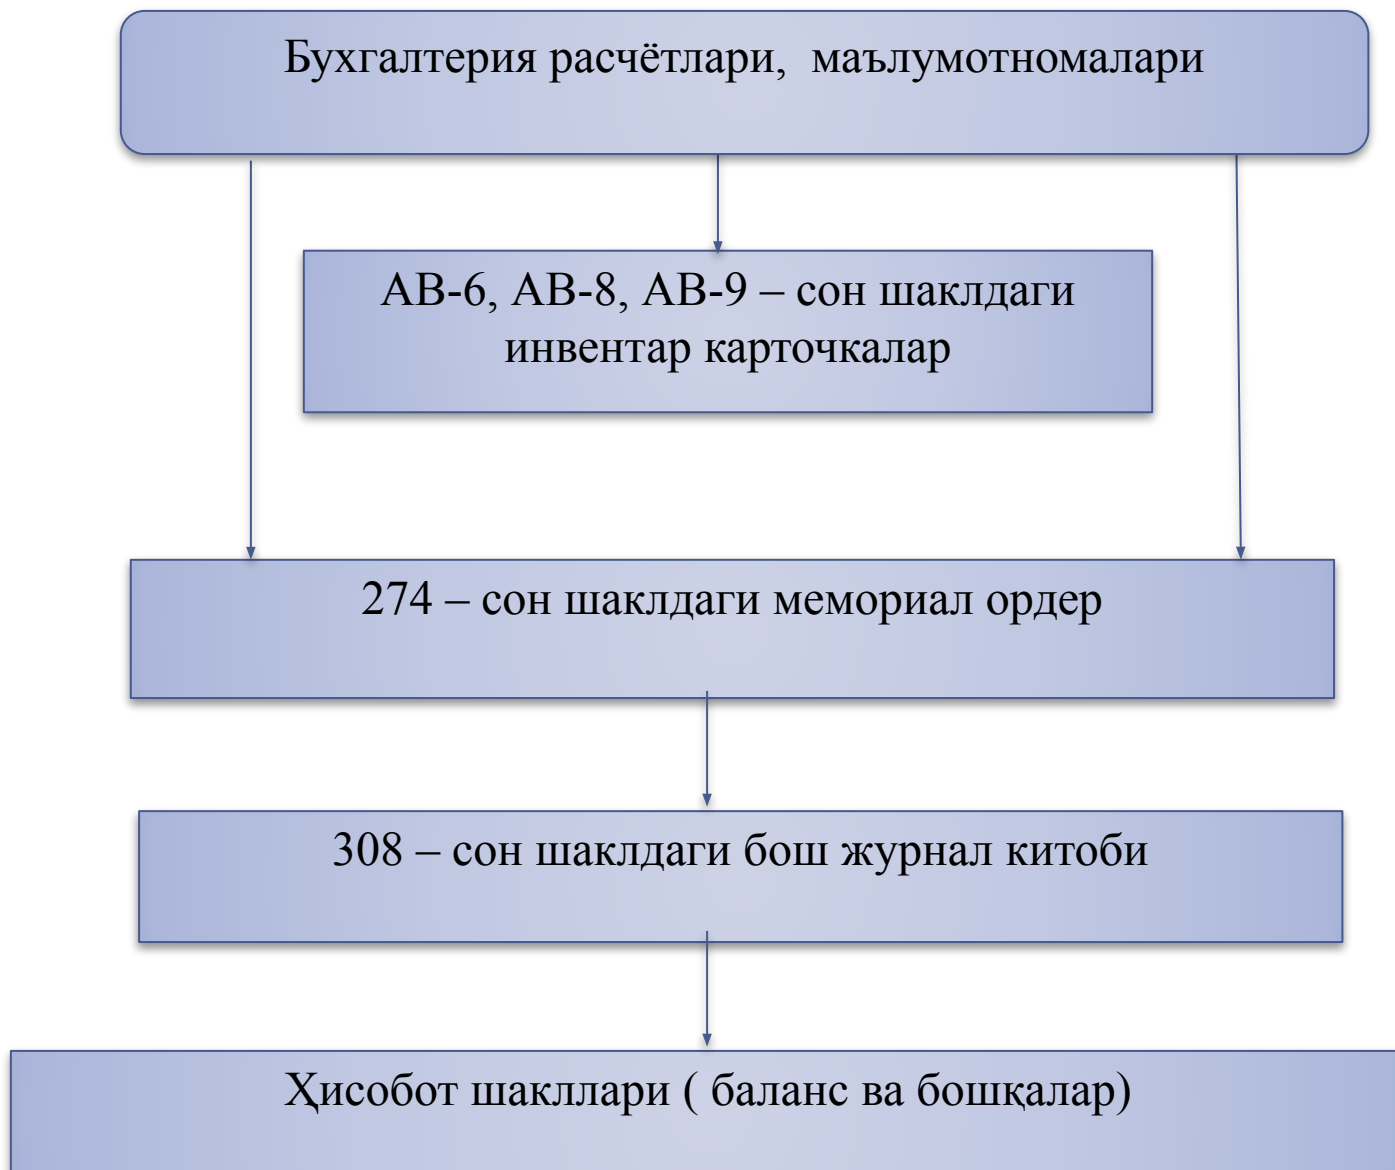 Бухгалтерия расчётлари, маълумотномалари
АВ-6, АВ-8, АВ-9 – сон шаклдаги
инвентар карточкалар
274 – сон шаклдаги мемориал ордер
308 – сон шаклдаги бош журнал китоби
Ҳисобот шакллари ( баланс ва бошқалар)